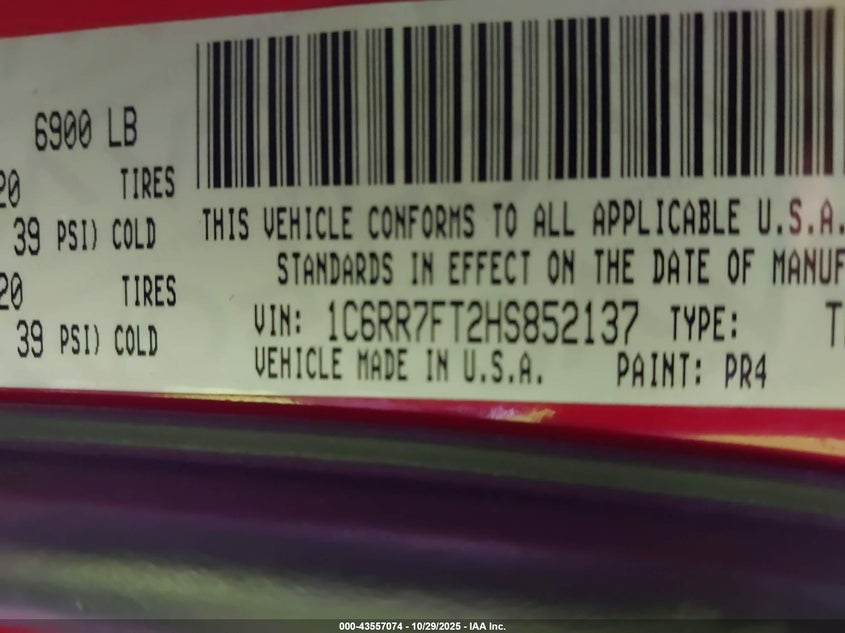 6900 LB
20 TIRES
39 PSI) COLD
20 TIRES
39 PSI) COLD
THIS VEHICLE CONFORMS TO ALL APPLICABLE U.S.A.
STANDARDS IN EFFECT ON THE DATE OF MANUF
VIN: 1C6RR7FT2HS852137 TYPE: T
VEHICLE MADE IN U.S.A. PAINT: PR4
000-43557074 - 10/29/2025 - IAA Inc.